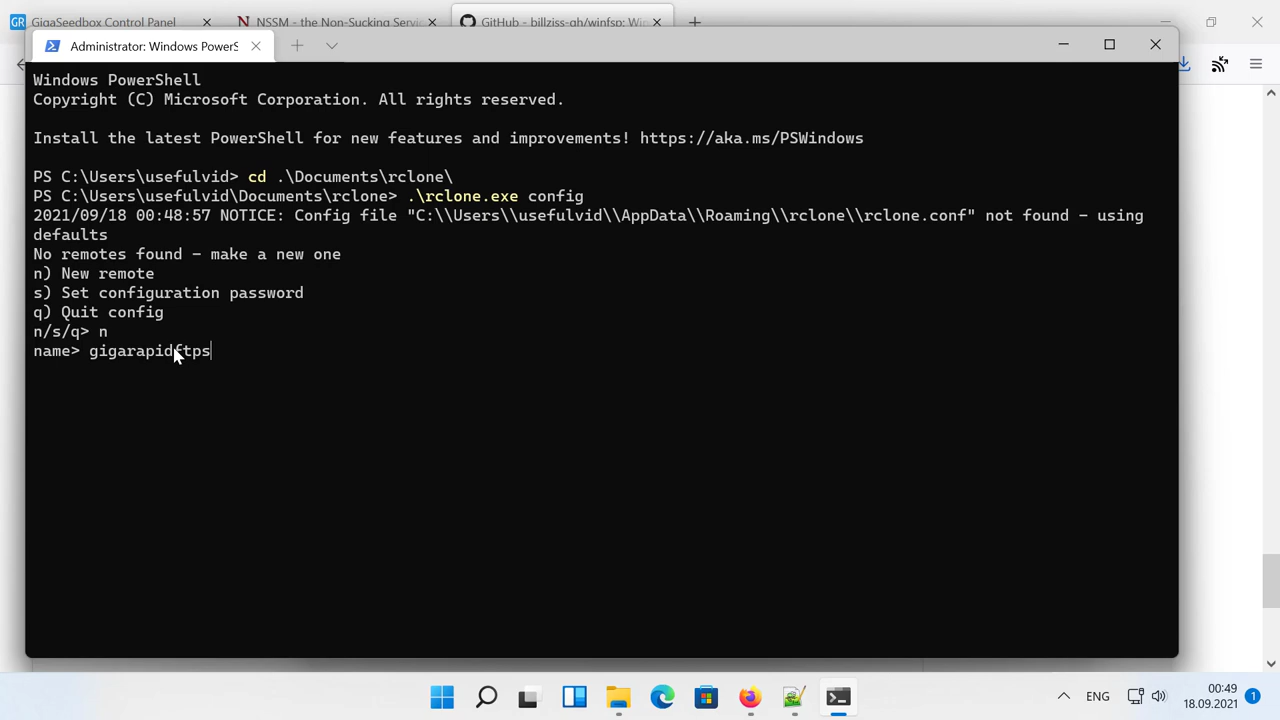 GR GigaSeedbox Control Panel
N NSSM - the Non-Sucking Servi
GitHub - billziss-gh/winfsp: Win
Administrator: Windows PowerS
Windows PowerShell
Copyright (C) Microsoft Corporation. All rights reserved.
Install the latest PowerShell for new features and improvements! https://aka.ms/PSWindows
PS C:\Users\usefulvid> cd .\Documents\rclone\
PS C:\Users\usefulvid\Documents\rclone> .\rclone.exe config
2021/09/18 00:48:57 NOTICE: Config file "C:\\Users\\usefulvid\\AppData\\Roaming\\rclone\\rclone.conf" not found - using
defaults
No remotes found - make a new one
n) New remote
s) Set configuration password
q) Quit config
n/s/q> n
name> gigarapidftps
ENG
00:49
18.09.2021
1